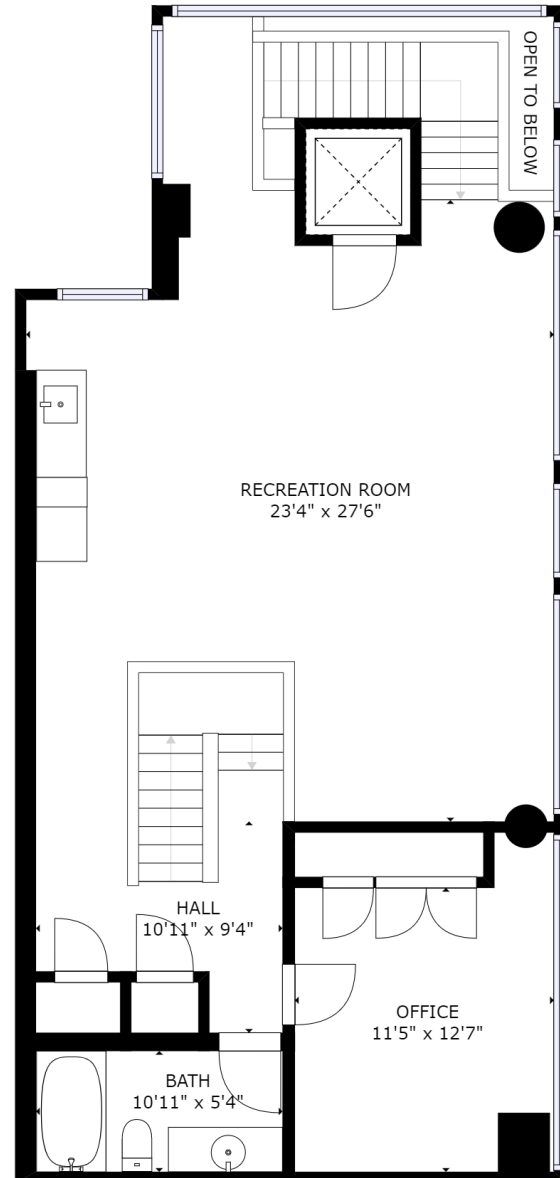 OPEN TO BELOW
RECREATION ROOM
23'4" x 27'6"
HALL
10'11" x 9'4"
OFFICE
11'5" x 12'7"
BATH
10'11" x 5'4"